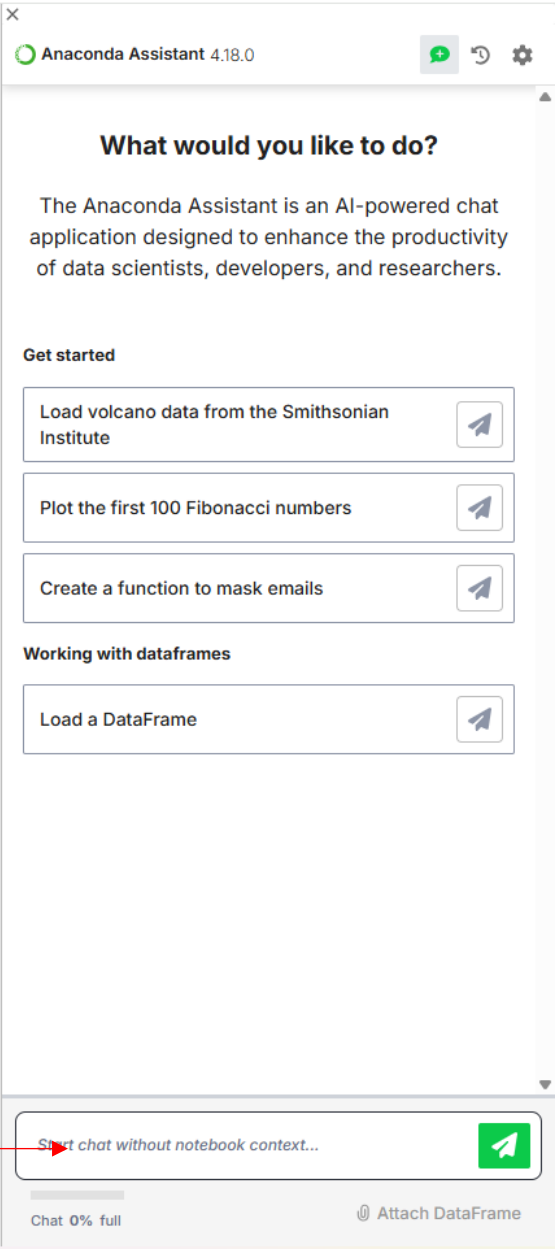 Anaconda Assistant 4.18.0
What would you like to do?
The Anaconda Assistant is an AI-powered chat
application designed to enhance the productivity
of data scientists, developers, and researchers.
Get started
Load volcano data from the Smithsonian
Institute
Plot the first 100 Fibonacci numbers
Create a function to mask emails
Working with dataframes
Load a DataFrame
Start chat without notebook context...
Chat 0% full
Attach DataFrame